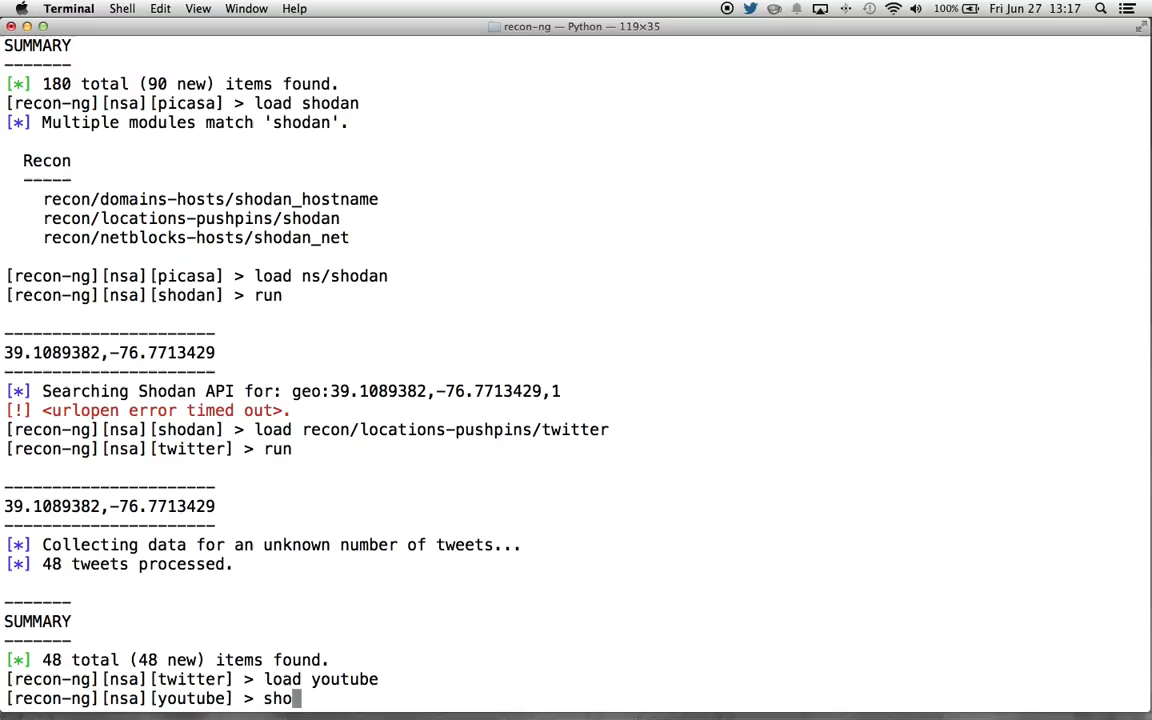 Terminal Shell Edit View Window Help 100% Fri Jun 27 13:17
recon-ng — Python — 119×35
SUMMARY
-------
[*] 180 total (90 new) items found.
[recon-ng][nsa][picasa] > load shodan
[*] Multiple modules match 'shodan'.
Recon
-----
recon/domains-hosts/shodan_hostname
recon/locations-pushpins/shodan
recon/netblocks-hosts/shodan_net
[recon-ng][nsa][picasa] > load ns/shodan
[recon-ng][nsa][shodan] > run
----------------------
39.1089382,-76.7713429
----------------------
[*] Searching Shodan API for: geo:39.1089382,-76.7713429,1
[!] <urlopen error timed out>.
[recon-ng][nsa][shodan] > load recon/locations-pushpins/twitter
[recon-ng][nsa][twitter] > run
----------------------
39.1089382,-76.7713429
----------------------
[*] Collecting data for an unknown number of tweets...
[*] 48 tweets processed.
-------
SUMMARY
-------
[*] 48 total (48 new) items found.
[recon-ng][nsa][twitter] > load youtube
[recon-ng][nsa][youtube] > sho